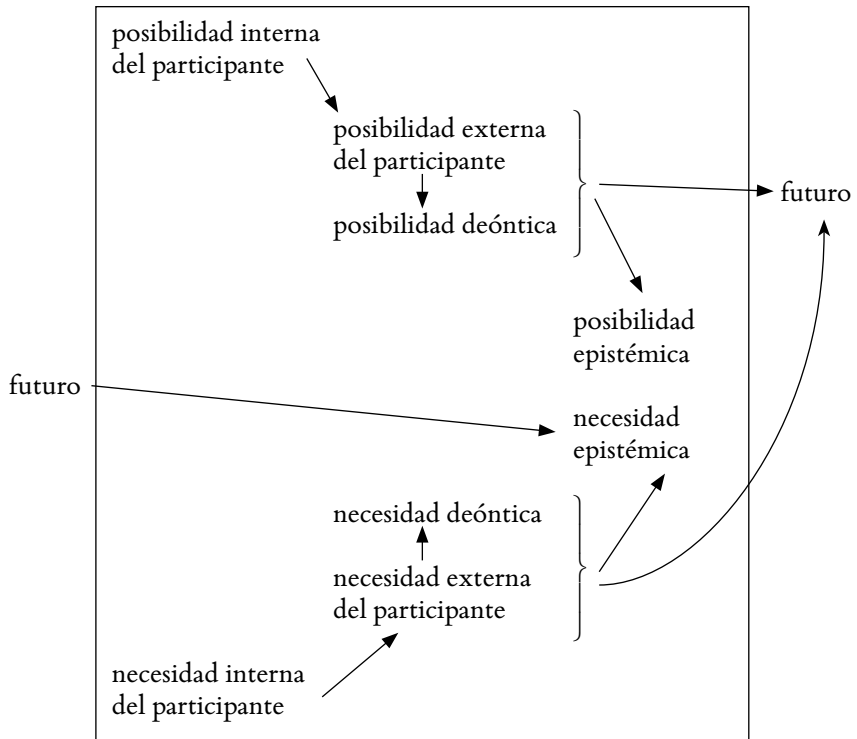 posibilidad interna
del participante
posibilidad externa
del participante
posibilidad deóntica
futuro
posibilidad
epistémica
futuro
necesidad
epistémica
necesidad deóntica
necesidad externa
del participante
necesidad interna
del participante